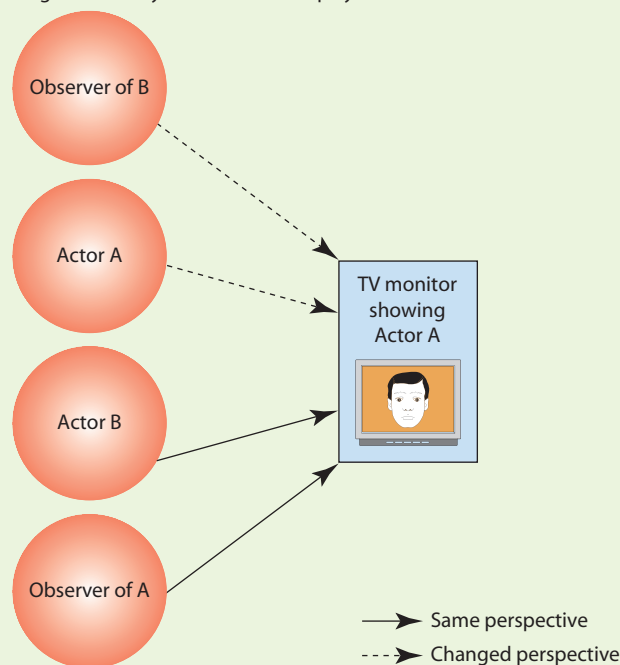 Observer of B
Actor A
TV monitor
showing
Actor A
Actor B
Observer of A
Same perspective
Changed perspective